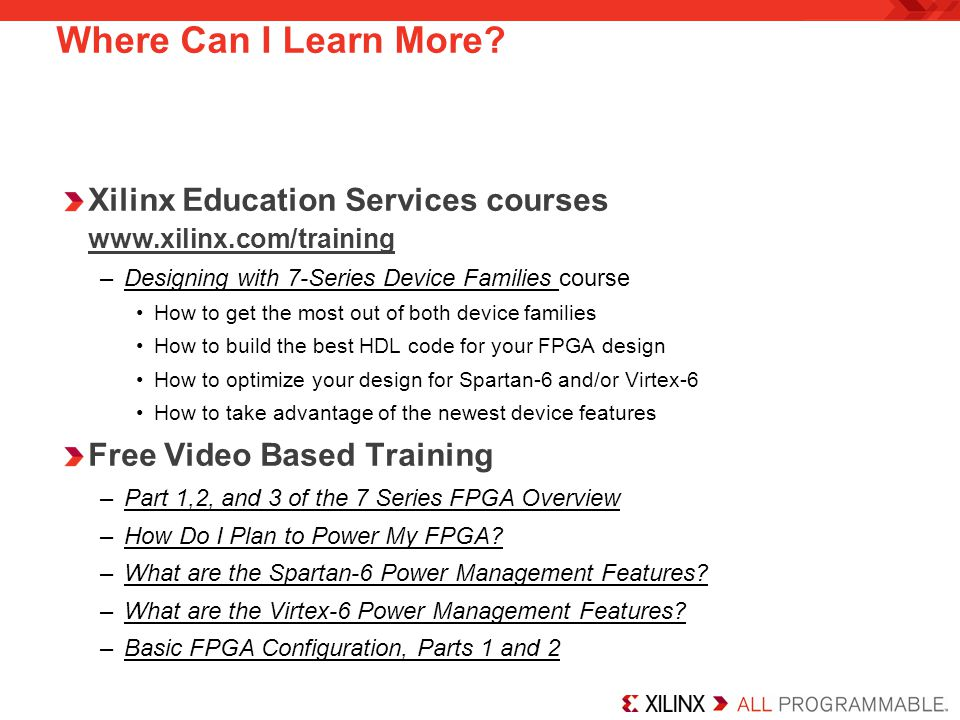 Where Can I Learn More?
Xilinx Education Services courses
www.xilinx.com/training
– Designing with 7-Series Device Families course
• How to get the most out of both device families
• How to build the best HDL code for your FPGA design
• How to optimize your design for Spartan-6 and/or Virtex-6
• How to take advantage of the newest device features
Free Video Based Training
– Part 1,2, and 3 of the 7 Series FPGA Overview
– How Do I Plan to Power My FPGA?
– What are the Spartan-6 Power Management Features?
– What are the Virtex-6 Power Management Features?
– Basic FPGA Configuration, Parts 1 and 2
XILINX ALL PROGRAMMABLE™